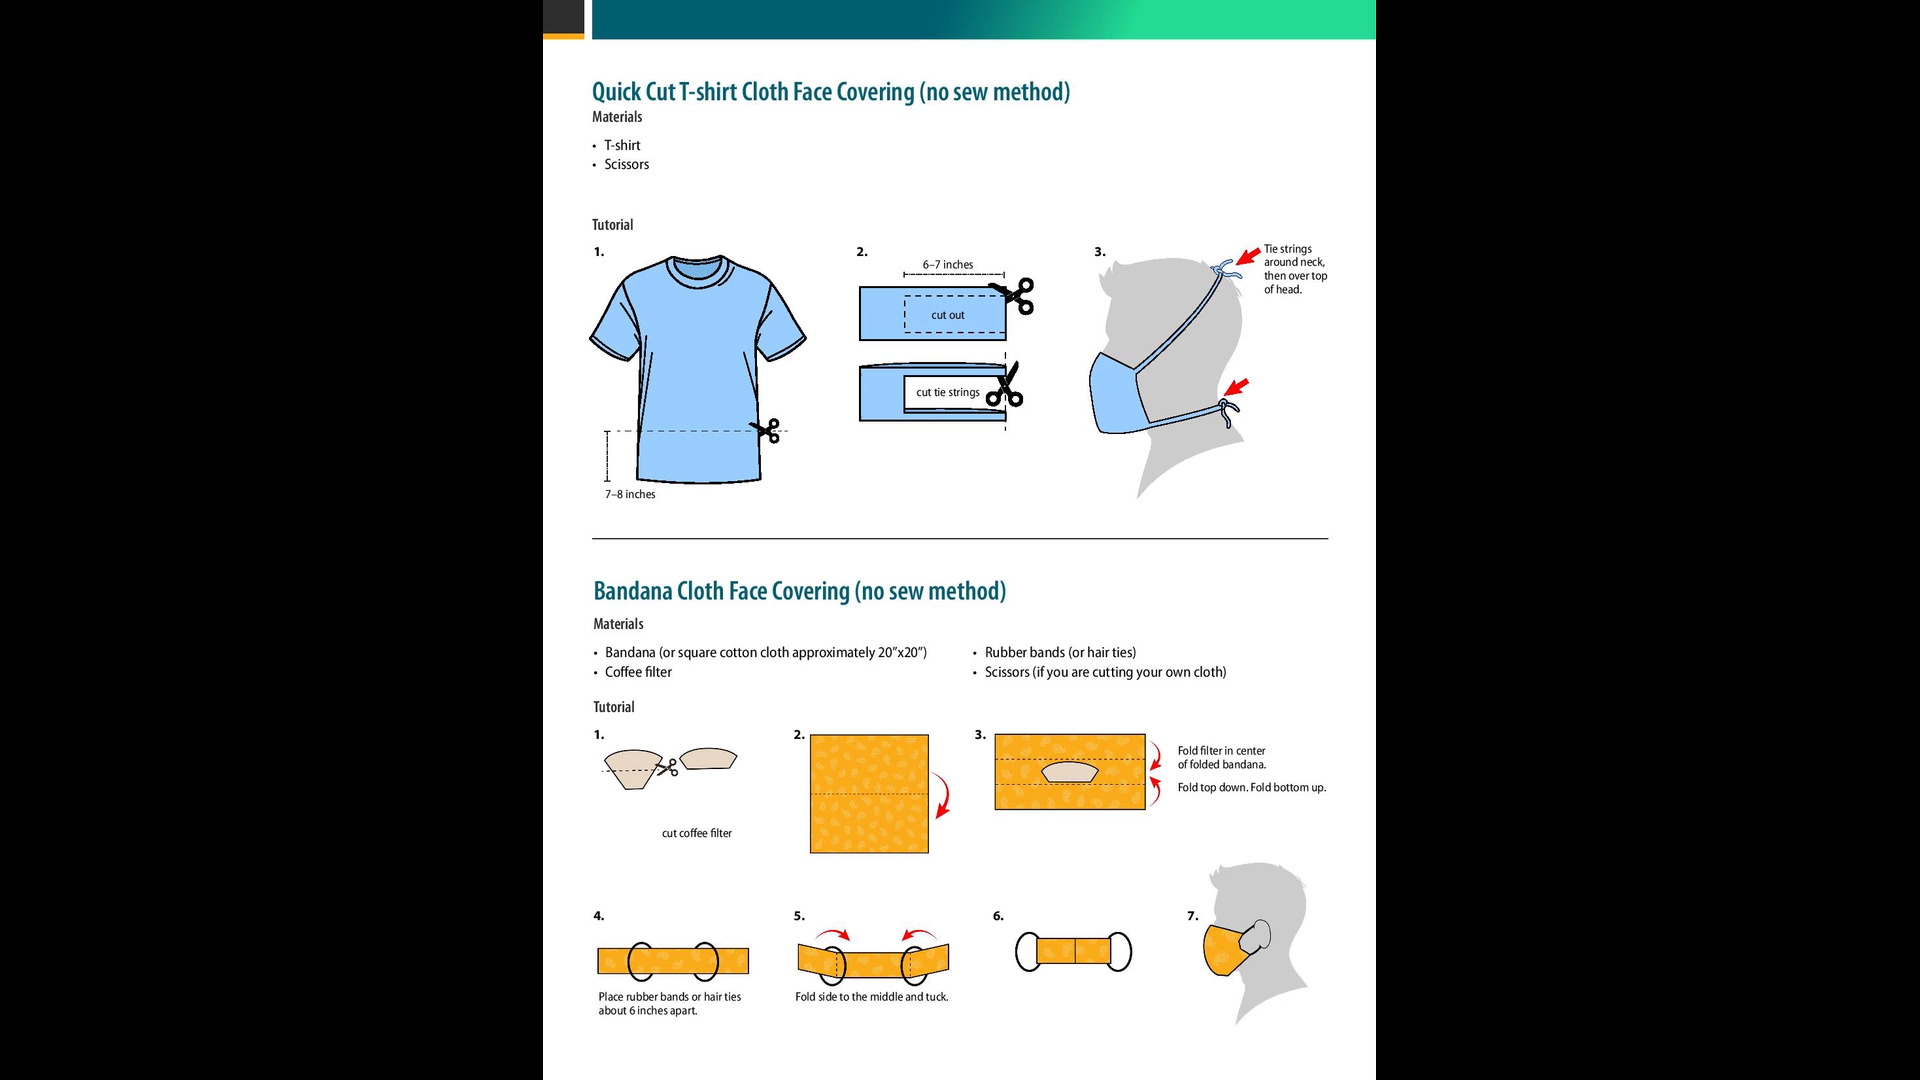 Quick Cut T-shirt Cloth Face Covering (no sew method)
Materials
• T-shirt
• Scissors
Tutorial
1.
7–8 inches
2.
6–7 inches
cut out
cut tie strings
3.
Tie strings
around neck,
then over top
of head.
Bandana Cloth Face Covering (no sew method)
Materials
• Bandana (or square cotton cloth approximately 20”x20”)
• Coffee filter
• Rubber bands (or hair ties)
• Scissors (if you are cutting your own cloth)
Tutorial
1.
cut coffee filter
2.
3.
Fold filter in center
of folded bandana.
Fold top down. Fold bottom up.
4.
Place rubber bands or hair ties
about 6 inches apart.
5.
Fold side to the middle and tuck.
6.
7.